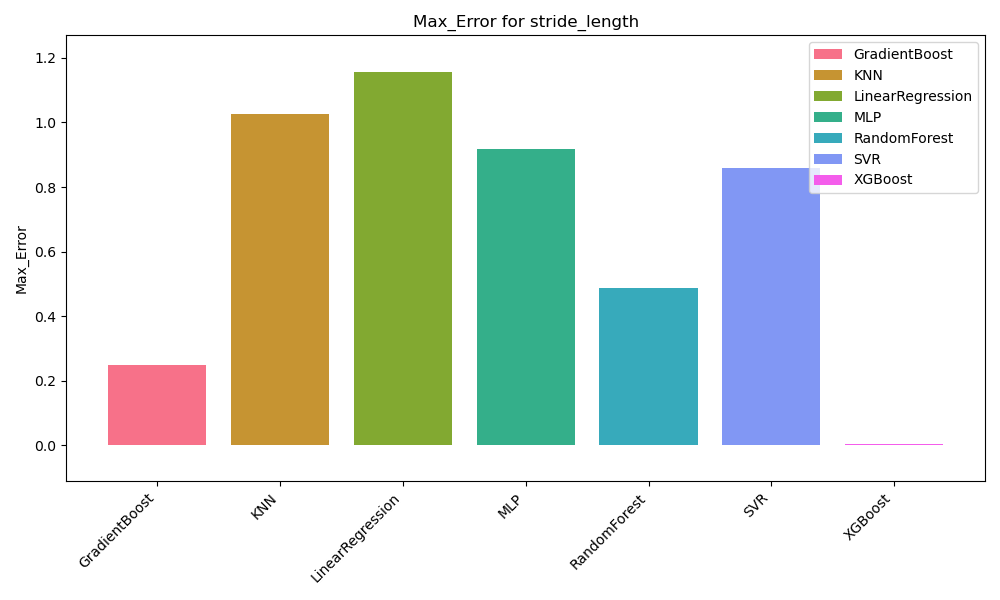 Max_Error for stride_length
GradientBoost
KNN
LinearRegression
MLP
RandomForest
SVR
XGBoost
Max_Error
1.2
1.0
0.8
0.6
0.4
0.2
0.0
GradientBoost
KNN
LinearRegression
MLP
RandomForest
SVR
XGBoost